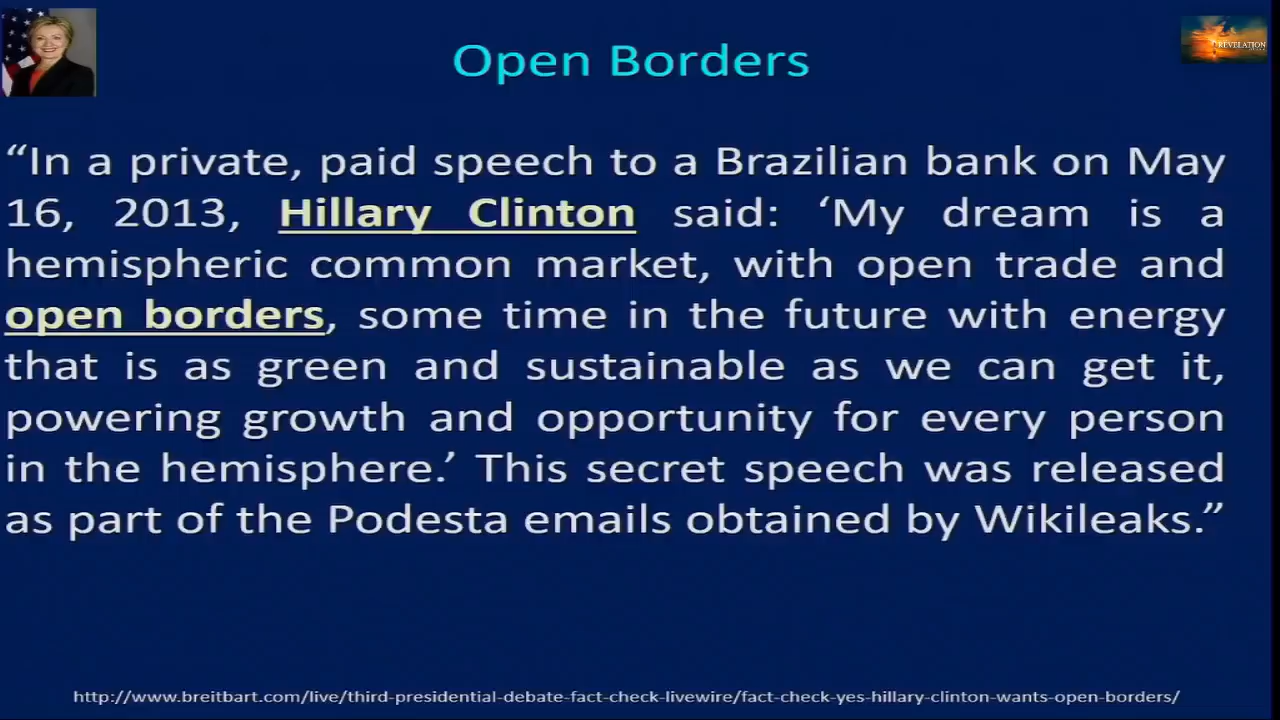 Open Borders
REVELATION
“In a private, paid speech to a Brazilian bank on May
16, 2013, Hillary Clinton said: ‘My dream is a
hemispheric common market, with open trade and
open borders, some time in the future with energy
that is as green and sustainable as we can get it,
powering growth and opportunity for every person
in the hemisphere.’ This secret speech was released
as part of the Podesta emails obtained by Wikileaks.”
http://www.breitbart.com/live/third-presidential-debate-fact-check-livewire/fact-check-yes-hillary-clinton-wants-open-borders/